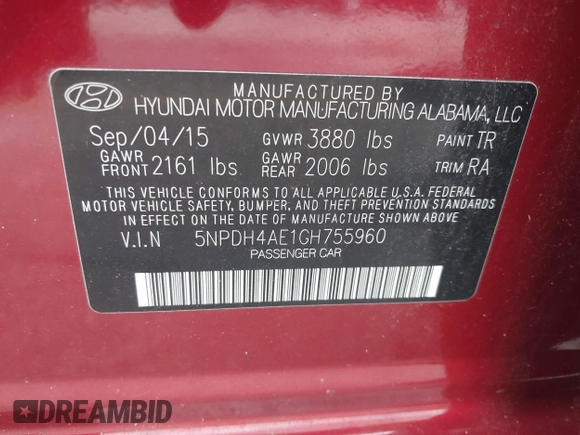 MANUFACTURED BY
HYUNDAI MOTOR MANUFACTURING ALABAMA, LLC
Sep/04/15 GVWR 3880 lbs PAINT TR
GAWR FRONT 2161 lbs GAWR REAR 2006 lbs TRIM RA
THIS VEHICLE CONFORMS TO ALL APPLICABLE U.S.A. FEDERAL
MOTOR VEHICLE SAFETY, BUMPER, AND THEFT PREVENTION STANDARDS
IN EFFECT ON THE DATE OF MANUFACTURE SHOWN ABOVE
V.I.N 5NPDH4AE1GH755960
PASSENGER CAR
DREAMBID